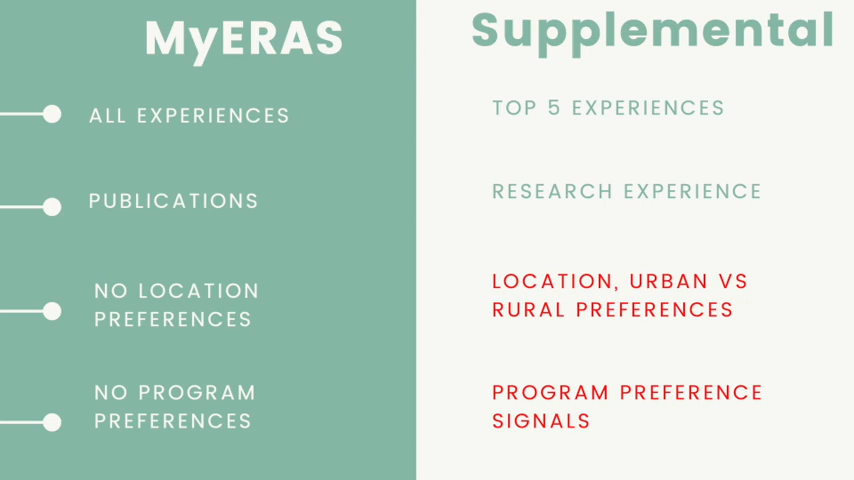 MyERAS
ALL EXPERIENCES
PUBLICATIONS
NO LOCATION
PREFERENCES
NO PROGRAM
PREFERENCES
Supplemental
TOP 5 EXPERIENCES
RESEARCH EXPERIENCE
LOCATION, URBAN VS
RURAL PREFERENCES
PROGRAM PREFERENCE
SIGNALS